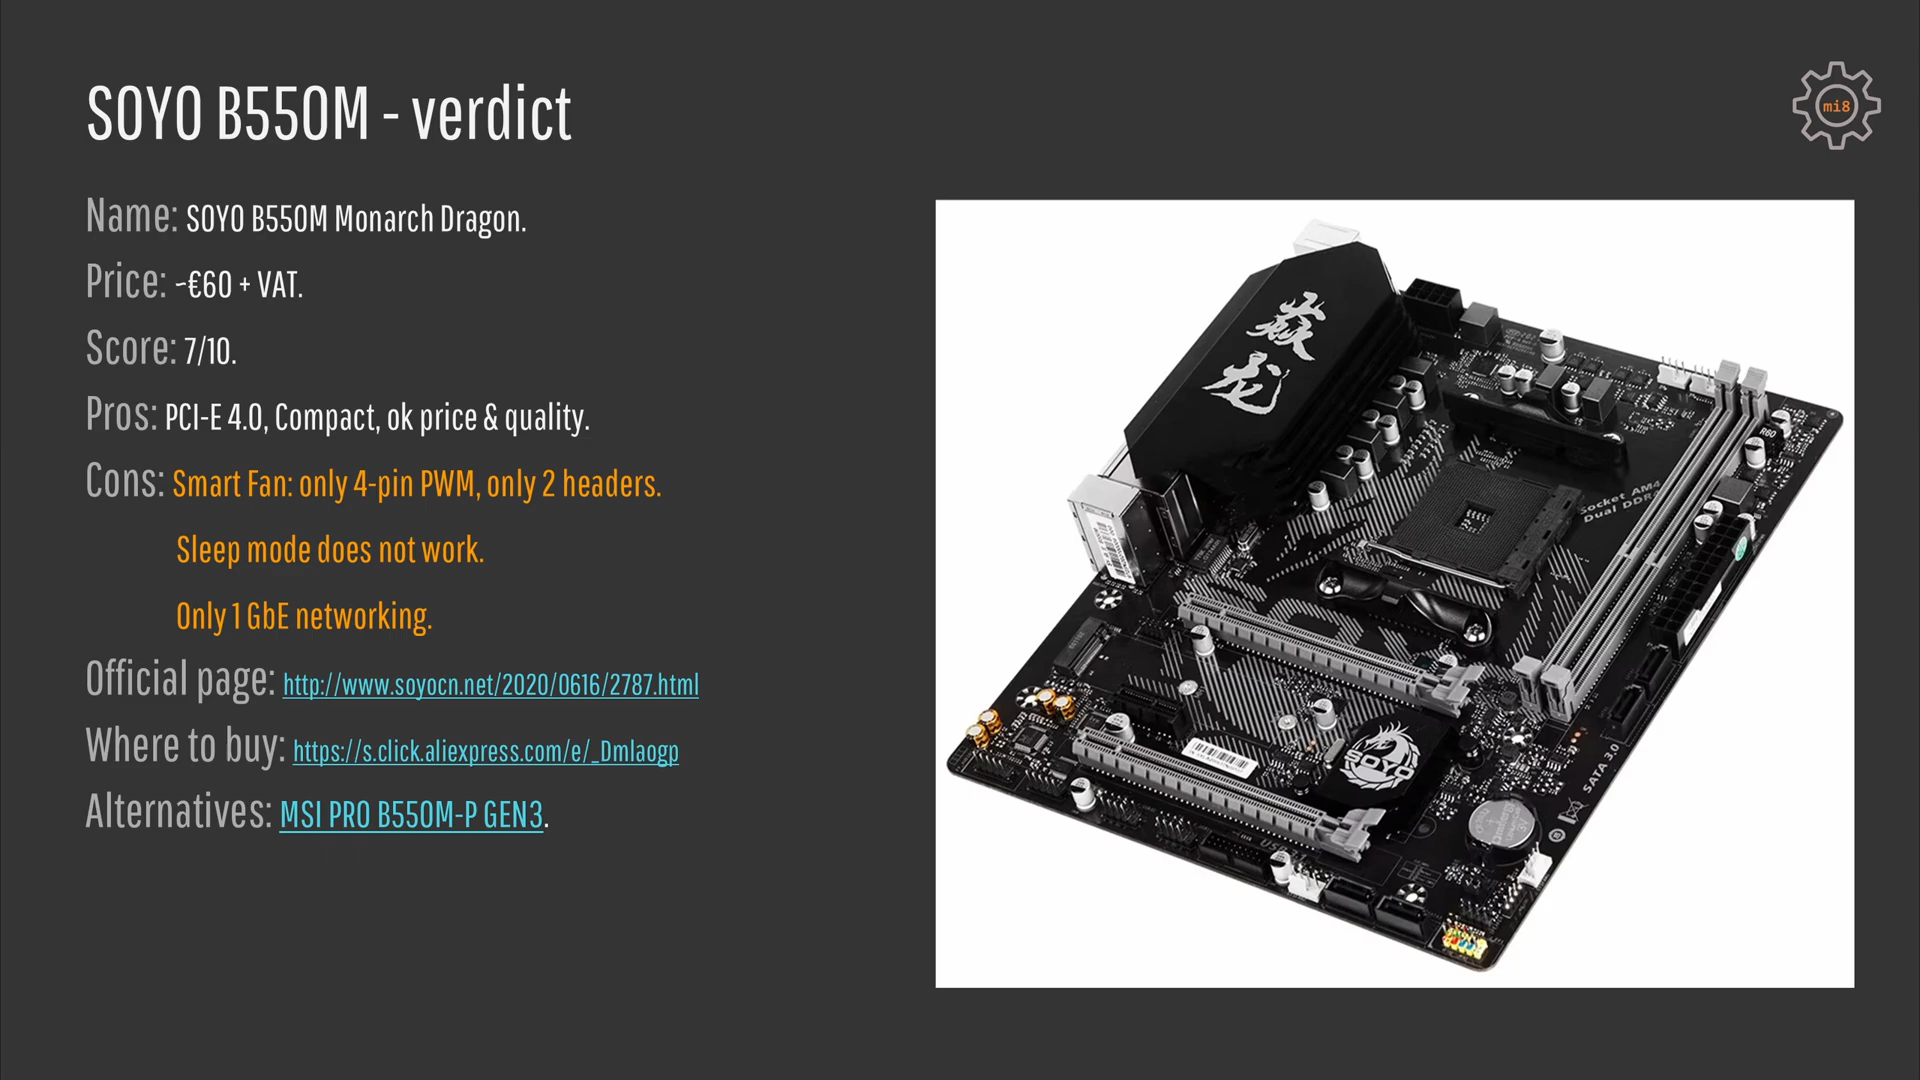 SOYO B550M - verdict
mi8
Name: SOYO B550M Monarch Dragon.
Price: ~€60 + VAT.
Score: 7/10.
Pros: PCI-E 4.0, Compact, ok price & quality.
Cons: Smart Fan: only 4-pin PWM, only 2 headers.
Sleep mode does not work.
Only 1 GbE networking.
Official page: http://www.soyocn.net/2020/0616/2787.html
Where to buy: https://s.click.aliexpress.com/e/_Dmlaogp
Alternatives: MSI PRO B550M-P GEN3.
龙
R60
Socket AM4
Dual DDR4
SOYO
SATA 3.0